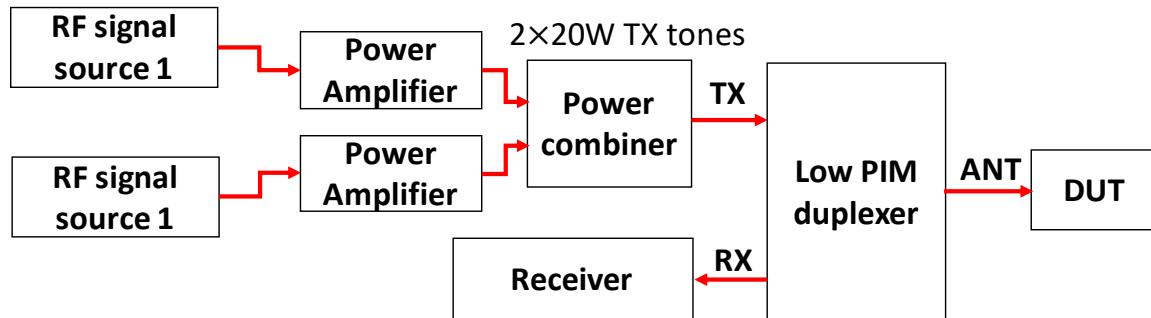 RF signal
source 1
Power
Amplifier
2×20W TX tones
Power
combiner
TX
Low PIM
duplexer
ANT
DUT
RF signal
source 1
Power
Amplifier
RX
Receiver